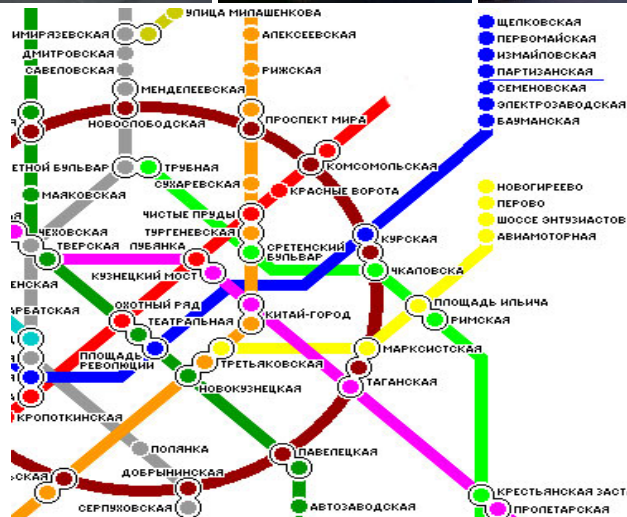 УЛИЦА МИЛАШЕНКОВА
ИМИРЯЗЕВСКАЯ
АЛЕКСЕЕВСКАЯ
ЩЕЛКОВСКАЯ
ПЕРВОМАЙСКАЯ
ДМИТРОВСКАЯ
ИЗМАЙЛОВСКАЯ
САВЕЛОВСКАЯ
РИЖСКАЯ
ПАРТИЗАНСКАЯ
МЕНДЕЛЕЕВСКАЯ
СЕМЕНОВСКАЯ
ЭЛЕКТРОЗАВОДСКАЯ
НОВОСЛОБОДСКАЯ
ПРОСПЕКТ МИРА
БАУМАНСКАЯ
ЕТНОЙ БУЛЬВАР
ТРУБНАЯ
КОМСОМОЛЬСКАЯ
СУХАРЕВСКАЯ
КРАСНЫЕ ВОРОТА
НОВОГИРЕЕВО
МАЯКОВСКАЯ
ПЕРОВО
ЧИСТЫЕ ПРУДЫ
ШОССЕ ЭНТУЗИАСТОВ
ЧЕХОВСКАЯ
ТУРГЕНЕВСКАЯ
КУРСКАЯ
АВИАМОТОРНАЯ
ТВЕРСКАЯ
ЛУБЯНКА
СРЕТЕНСКИЙ
БУЛЬВАР
КУЗНЕЦКИЙ МОСТ
ЧКАЛОВСКА
ЕНСКАЯ
АРБАТСКАЯ
ОХОТНЫЙ РЯД
ТЕАТРАЛЬНАЯ
КИТАЙ-ГОРОД
ПЛОЩАДЬ ИЛЬИЧА
РИМСКАЯ
ПЛОЩАДЬ
РЕВОЛЮЦИИ
ТРЕТЬЯКОВСКАЯ
МАРКСИСТСКАЯ
НОВОКУЗНЕЦКАЯ
ТАГАНСКАЯ
КРОПОТКИНСКАЯ
ПОЛЯНКА
ПАВЕЛЕЦКАЯ
ЬСКАЯ
ДОБРЫНИНСКАЯ
СЕРПУХОВСКАЯ
АВТОЗАВОДСКАЯ
КРЕСТЬЯНСКАЯ ЗАСТ
ПРОЛЕТАРСКАЯ